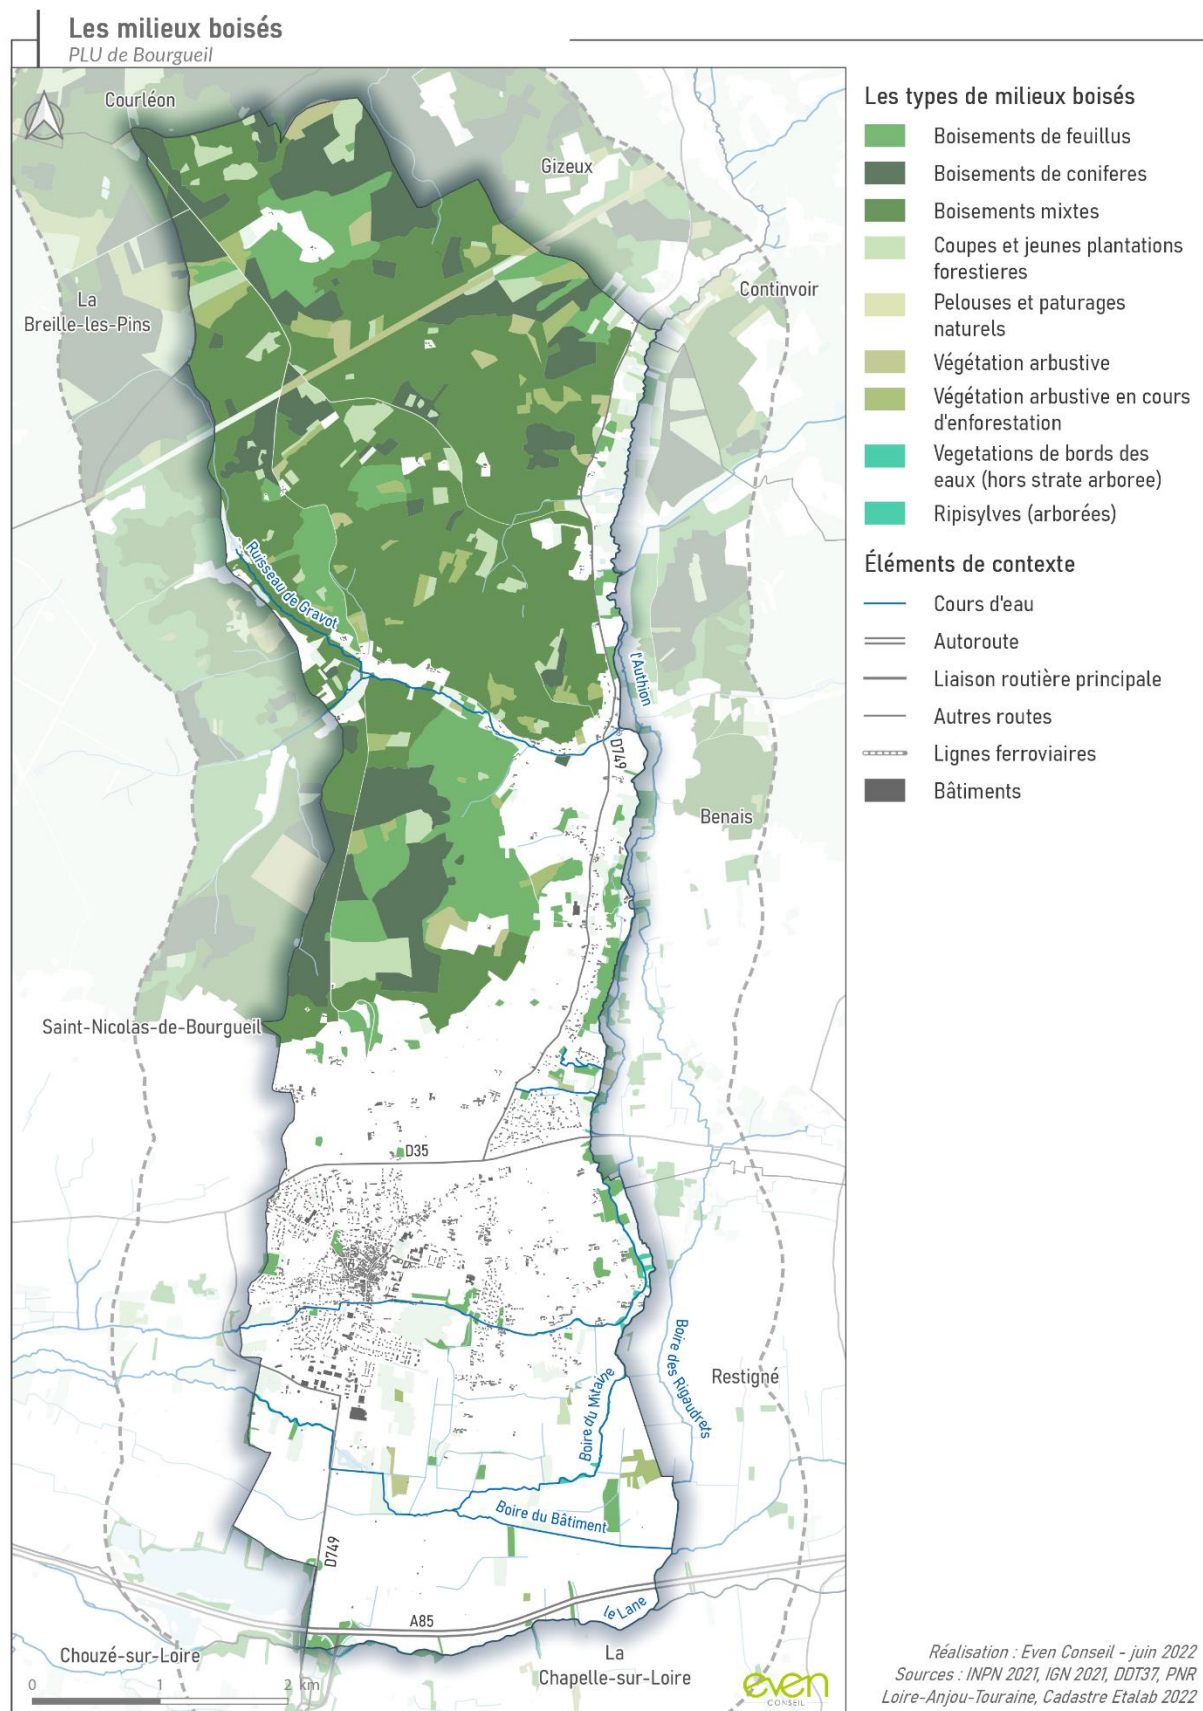 Les milieux boisés
PLU de Bourgueil
Courléon
Gizeux
La
Breille-les-Pins
Continvoir
Ruisseau de Gravot
l'Authion
D749
Benais
Saint-Nicolas-de-Bourgueil
D35
Boire des Rigaudrets
Restigné
Boire du Mitaine
Boire du Bâtiment
D749
A85
le Lane
Chouzé-sur-Loire
La
Chapelle-sur-Loire
0 1 2 km
even
CONSEIL
Les types de milieux boisés
Boisements de feuillus
Boisements de coniferes
Boisements mixtes
Coupes et jeunes plantations
forestieres
Pelouses et paturages
naturels
Végétation arbustive
Végétation arbustive en cours
d'enforestation
Vegetations de bords des
eaux (hors strate arboree)
Ripisylves (arborées)
Éléments de contexte
Cours d'eau
Autoroute
Liaison routière principale
Autres routes
Lignes ferroviaires
Bâtiments
Réalisation : Even Conseil - juin 2022
Sources : INPN 2021, IGN 2021, DDT37, PNR
Loire-Anjou-Touraine, Cadastre Etalab 2022